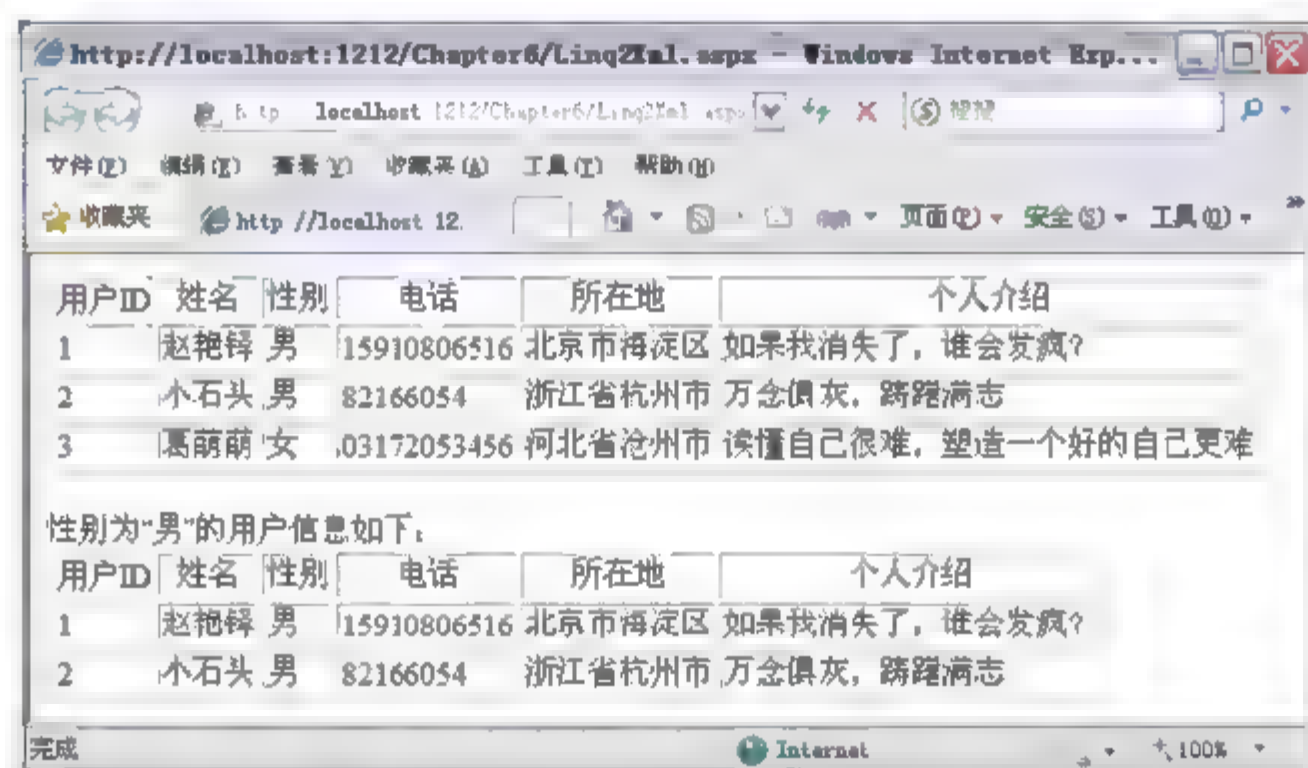 http://localhost:1212/Chapter6/Linq2Xml.aspx - Windows Internet Exp...
localhost 1212/Chapter6/Linq2Xml.aspx 搜搜
文件(F) 编辑(E) 查看(V) 收藏夹(A) 工具(T) 帮助(H)
收藏夹 http //localhost 12. 页面(P) 安全(S) 工具(O) »
用户ID 姓名 性别 电话 所在地 个人介绍
1 赵艳铎 男 15910806516 北京市海淀区 如果我消失了，谁会发疯？
2 小石头 男 82166054 浙江省杭州市 万念俱灰，踌躇满志
3 葛萌萌 女 03172053456 河北省沧州市 读懂自己很难，塑造一个好的自己更难
性别为“男”的用户信息如下：
用户ID 姓名 性别 电话 所在地 个人介绍
1 赵艳铎 男 15910806516 北京市海淀区 如果我消失了，谁会发疯？
2 小石头 男 82166054 浙江省杭州市 万念俱灰，踌躇满志
完成 Internet 100%